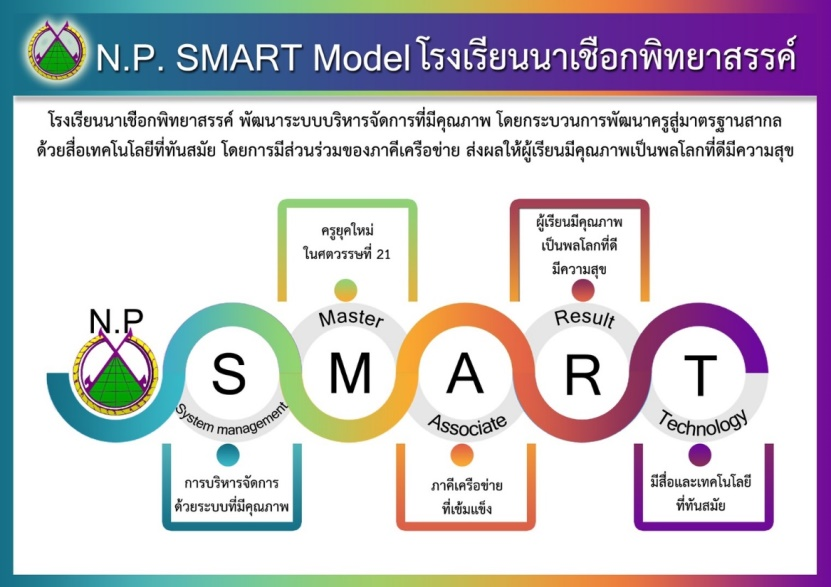 N.P. SMART Model โรงเรียนนาเชือกพิทยาสรรค์
โรงเรียนนาเชือกพิทยาสรรค์ พัฒนาระบบบริหารจัดการที่มีคุณภาพ โดยกระบวนการพัฒนาครูสู่มาตรฐานสากล
ด้วยสื่อเทคโนโลยีที่ทันสมัย โดยการมีส่วนร่วมของภาคีเครือข่าย ส่งผลให้ผู้เรียนมีคุณภาพเป็นพลโลกที่ดีมีความสุข
N.P
S
System management
การบริหารจัดการ
ด้วยระบบที่มีคุณภาพ
ครูยุคใหม่
ในศตวรรษที่ 21
Master
M
A
Associate
ภาคีเครือข่าย
ที่เข้มแข็ง
ผู้เรียนมีคุณภาพ
เป็นพลโลกที่ดี
มีความสุข
Result
R
T
Technology
มีสื่อและเทคโนโลยี
ที่ทันสมัย